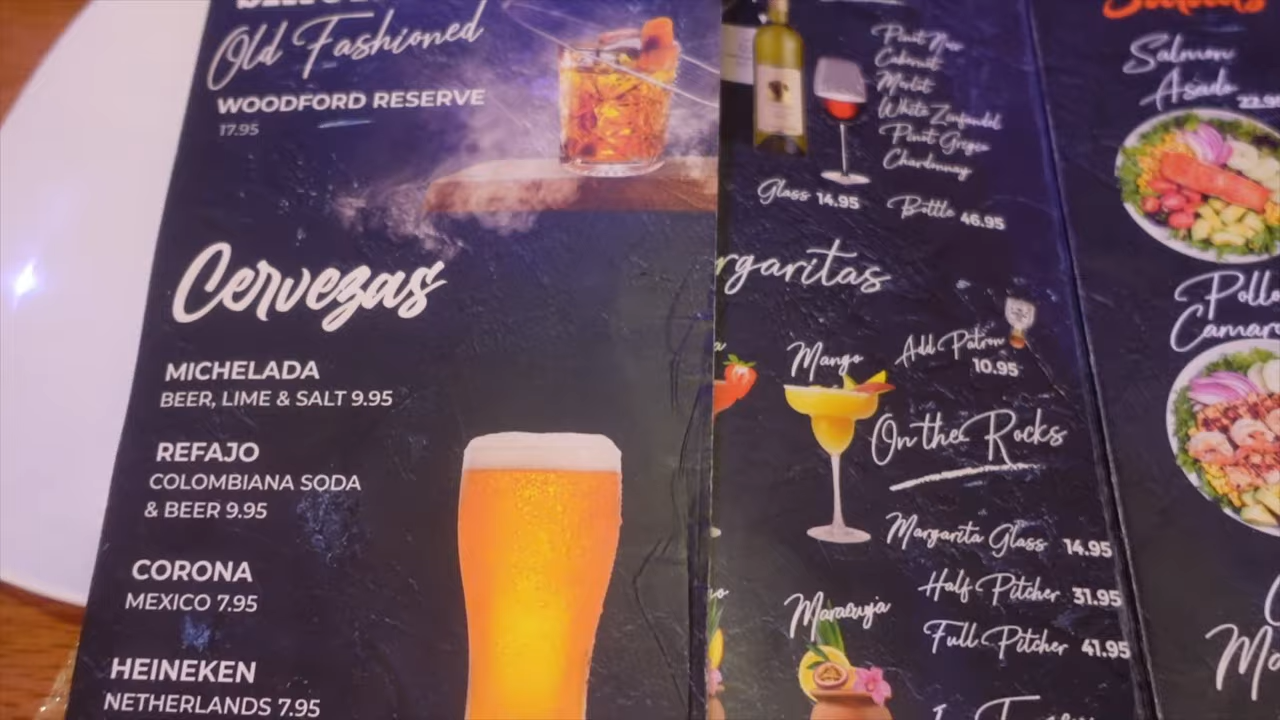 Old Fashioned
WOODFORD RESERVE
17.95
Cervezas
MICHELADA
BEER, LIME & SALT 9.95
REFAJO
COLOMBIANA SODA
& BEER 9.95
CORONA
MEXICO 7.95
HEINEKEN
NETHERLANDS 7.95
Pinot Noir
Cabernet
Merlot
White Zinfandel
Pinot Gregio
Chardonnay
Glass 14.95
Bottle 46.95
rgaritas
Mango
Add Patron
10.95
On the Rocks
Margarita Glass 14.95
Half Pitcher 31.95
Full Pitcher 41.95
Maracuya
Salmon
Asado 22.95
Pollo
Camaro